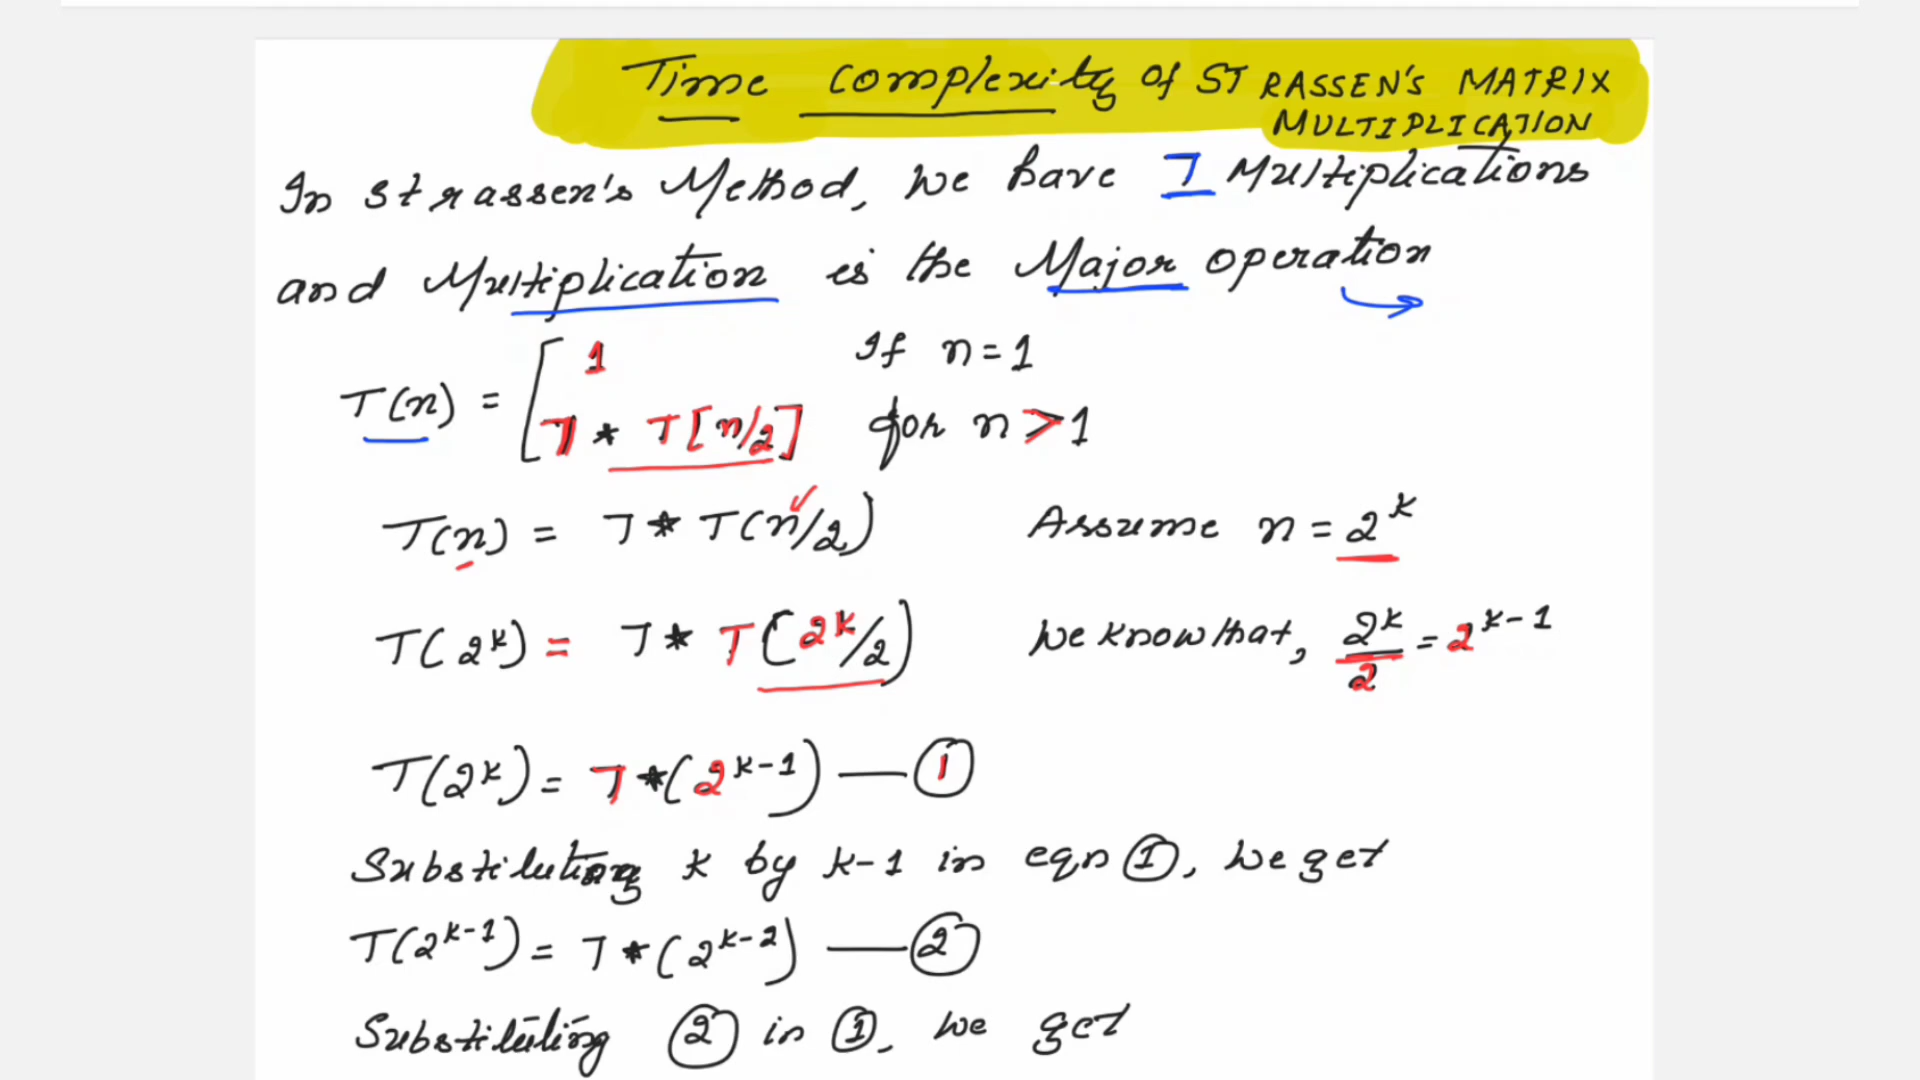 Time Complexity of STRASSEN'S MATRIX
MULTIPLICATION
In Strassen's Method, we have 7 Multiplications
and Multiplication is the Major operation
T(n) = [ 1 If n=1
7 * T[n/2] for n>1
T(n) = 7 * T(n/2) Assume n = 2^k
T(2^k) = 7 * T(2^k/2) We know that, 2^k/2 = 2^k-1
T(2^k) = 7 * (2^k-1) — ①
Substituting k by k-1 in eqn ①, we get
T(2^k-1) = 7 * (2^k-2) — ②
Substituting ② in ①, we get